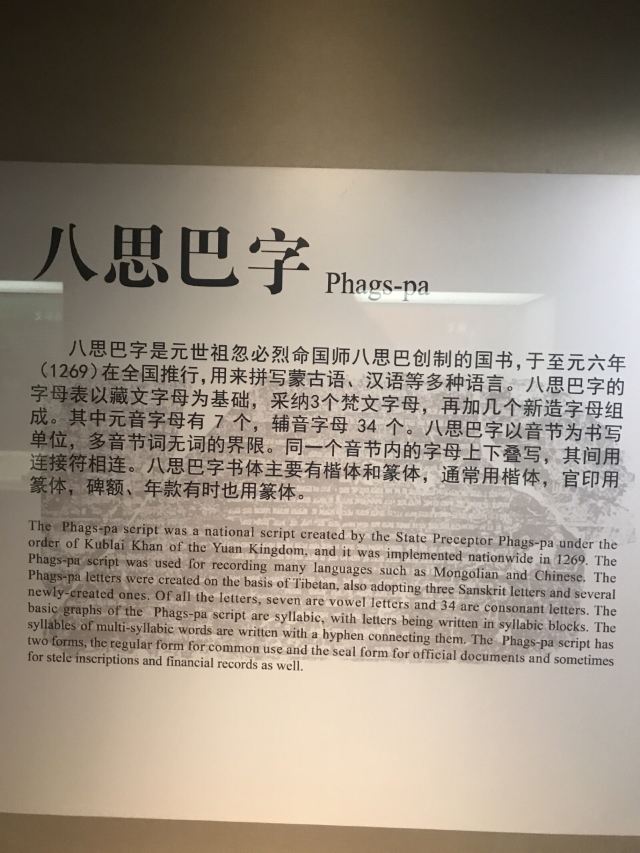 八思巴字 Phags-pa
八思巴字是元世祖忽必烈命国师八思巴创制的国书，于至元六年
（1269）在全国推行，用来拼写蒙古语、汉语等多种语言。八思巴字的
字母表以藏文字母为基础，采纳3个梵文字母，再加几个新造字母组
成。其中元音字母有 7 个，辅音字母 34 个。八思巴字以音节为书写
单位，多音节词无词的界限。同一个音节内的字母上下叠写，其间用
连接符相连。八思巴字书体主要有楷体和篆体，通常用楷体，官印用
篆体，碑额、年款有时也用篆体。
The Phags-pa script was a national script created by the State Preceptor Phags-pa under the
order of Kublai Khan of the Yuan Kingdom, and it was implemented nationwide in 1269. The
Phags-pa script was used for recording many languages such as Mongolian and Chinese. The
Phags-pa letters were created on the basis of Tibetan, also adopting three Sanskrit letters and several
newly-created ones. Of all the letters, seven are vowel letters and 34 are consonant letters. The
basic graphs of the Phags-pa script are syllabic, with letters being written in syllabic blocks. The
syllables of multi-syllabic words are written with a hyphen connecting them. The Phags-pa script has
two forms, the regular form for common use and the seal form for official documents and sometimes
for stele inscriptions and financial records as well.